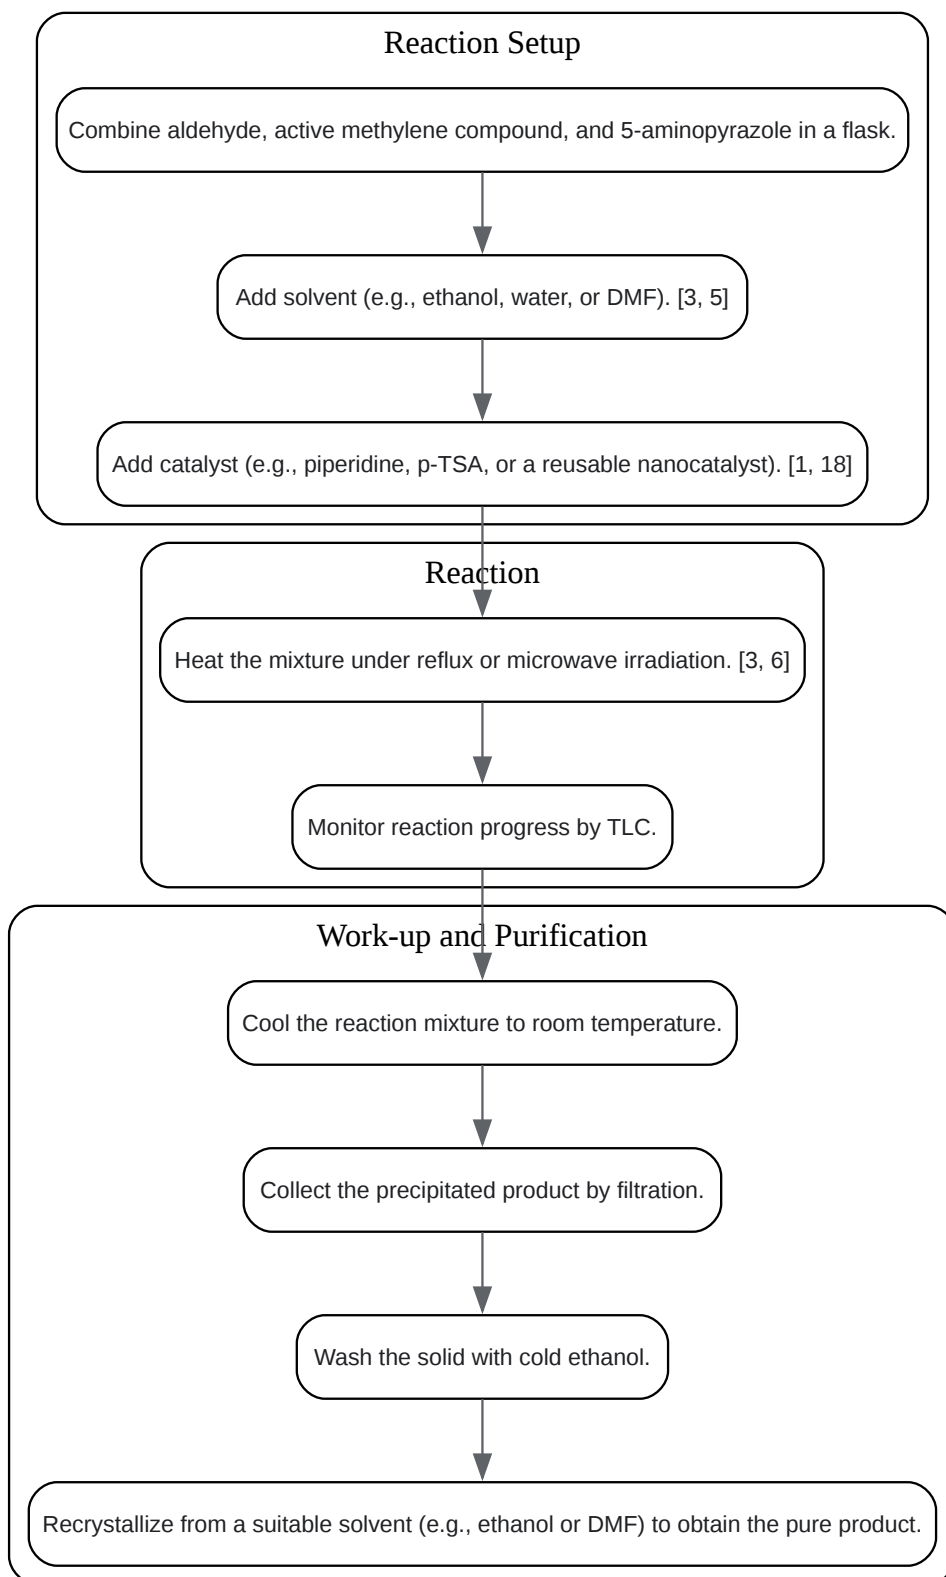 Reaction Setup
Combine aldehyde, active methylene compound, and 5-aminopyrazole in a flask.
Add solvent (e.g., ethanol, water, or DMF). [3, 5]
Add catalyst (e.g., piperidine, p-TSA, or a reusable nanocatalyst). [1, 18]
Reaction
Heat the mixture under reflux or microwave irradiation. [3, 6]
Monitor reaction progress by TLC.
Work-up and Purification
Cool the reaction mixture to room temperature.
Collect the precipitated product by filtration.
Wash the solid with cold ethanol.
Recrystallize from a suitable solvent (e.g., ethanol or DMF) to obtain the pure product.